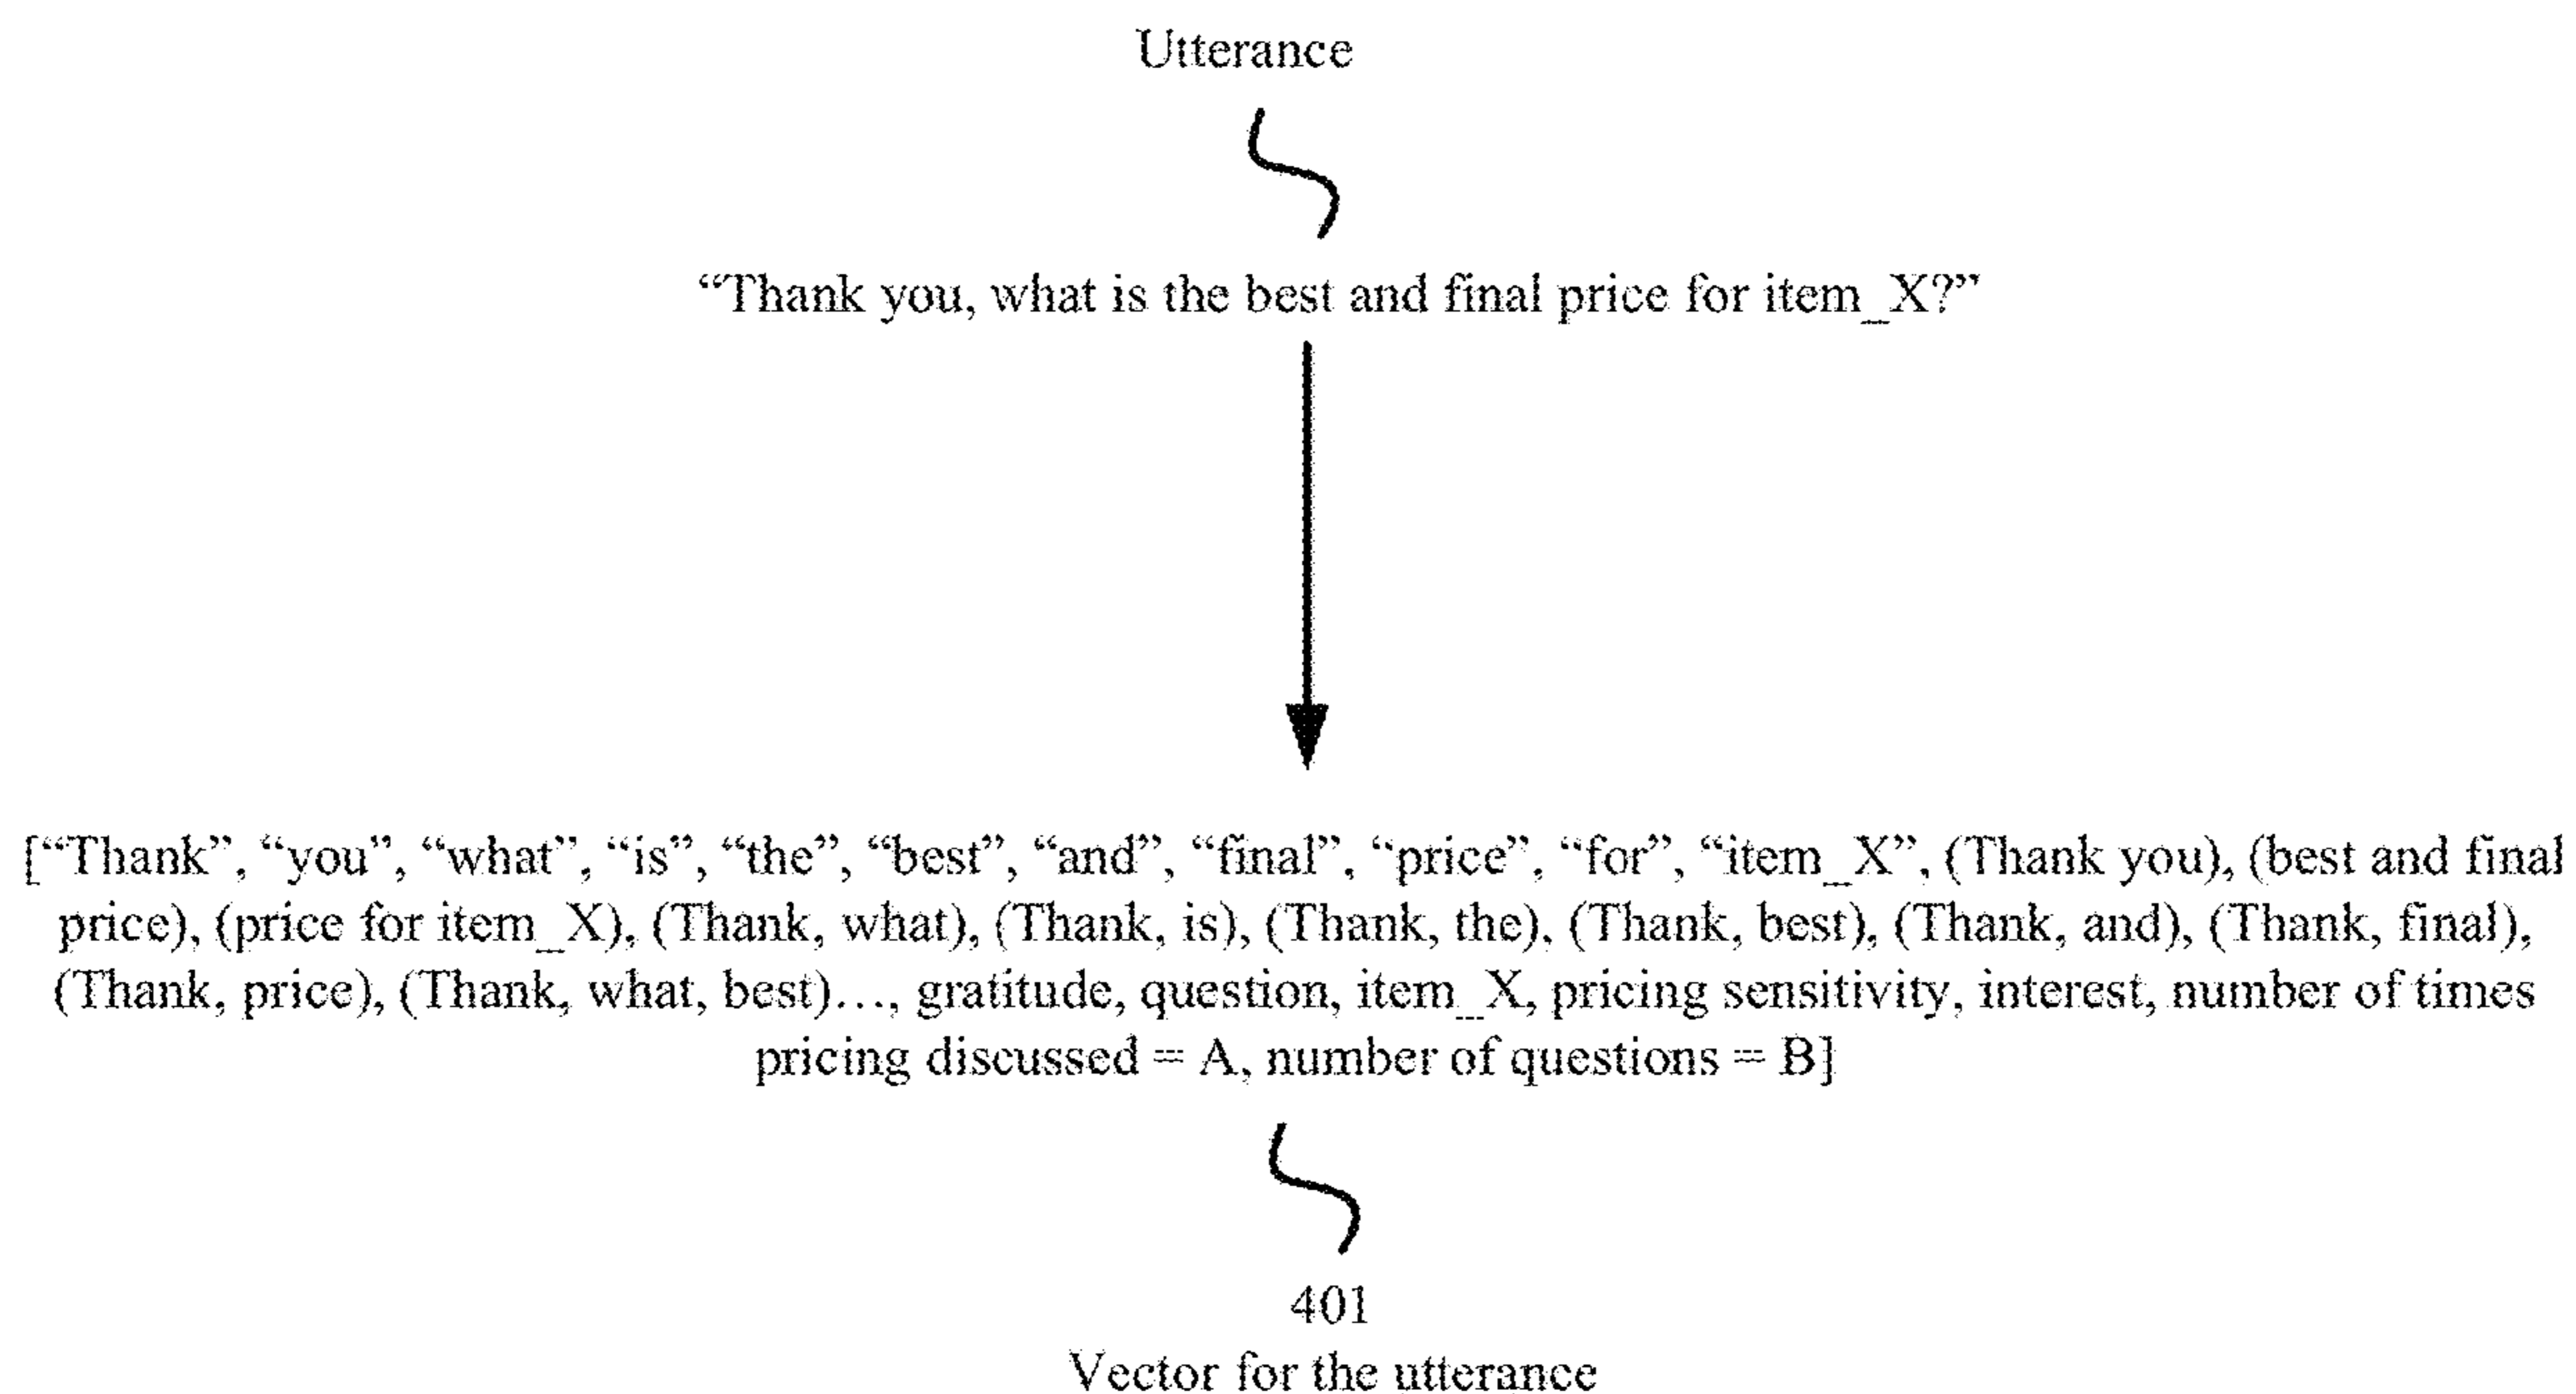 Utterance
“Thank you, what is the best and final price for item_X?”
[“Thank”, “you”, “what”, “is”, “the”, “best”, “and”, “final”, “price”, “for”, “item_X”, (Thank you), (best and final
price), (price for item_X), (Thank, what), (Thank, is), (Thank, the), (Thank, best), (Thank, and), (Thank, final),
(Thank, price), (Thank, what, best)…, gratitude, question, item_X, pricing sensitivity, interest, number of times
pricing discussed = A, number of questions = B]
401
Vector for the utterance